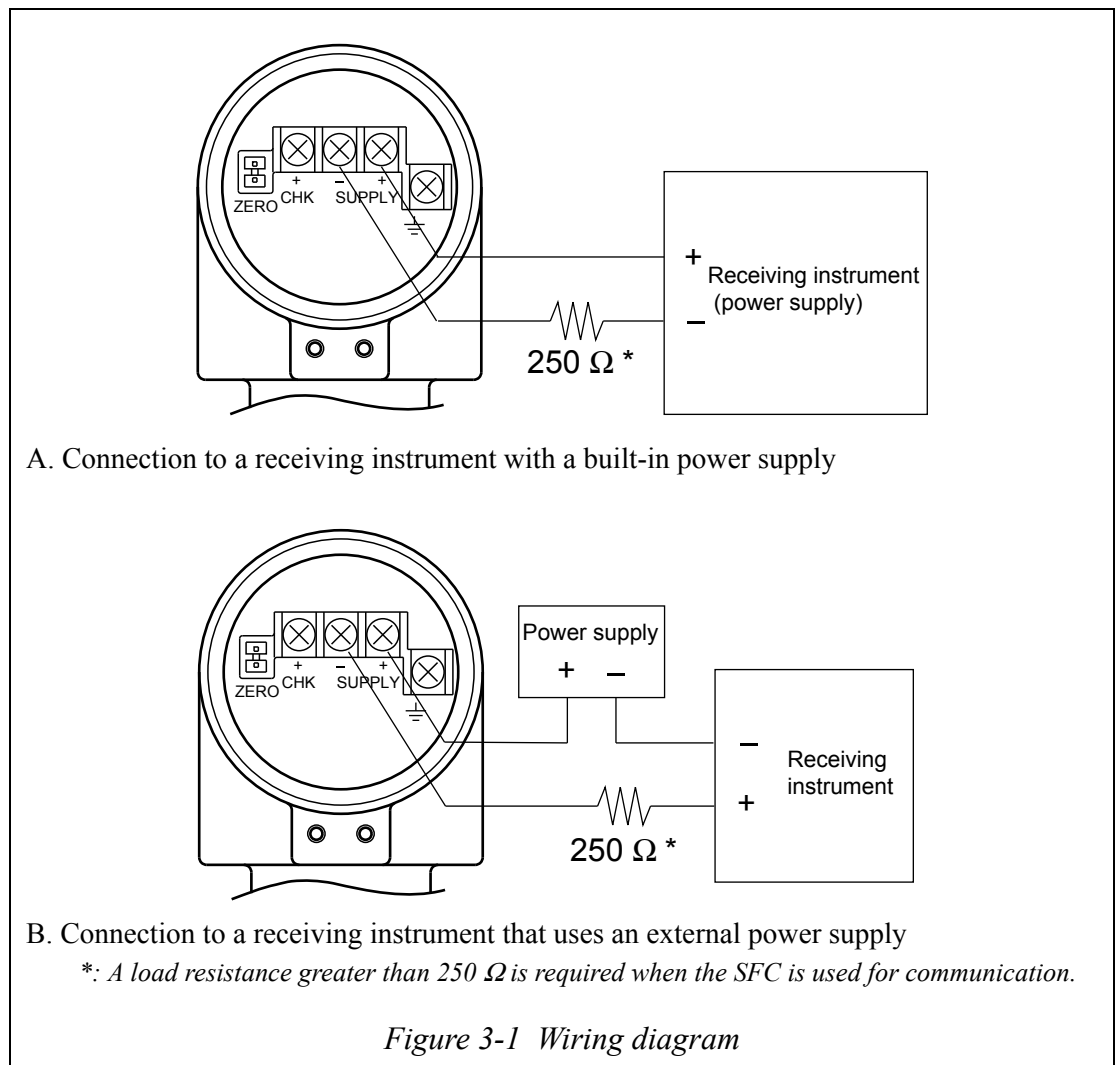 + – +
ZERO CHK SUPPLY
+
Receiving instrument
(power supply)
–
250 Ω *
A. Connection to a receiving instrument with a built-in power supply
Power supply
+ –
+ – +
ZERO CHK SUPPLY
–
Receiving
instrument
+
250 Ω *
B. Connection to a receiving instrument that uses an external power supply
*: A load resistance greater than 250 Ω is required when the SFC is used for communication.
Figure 3-1 Wiring diagram